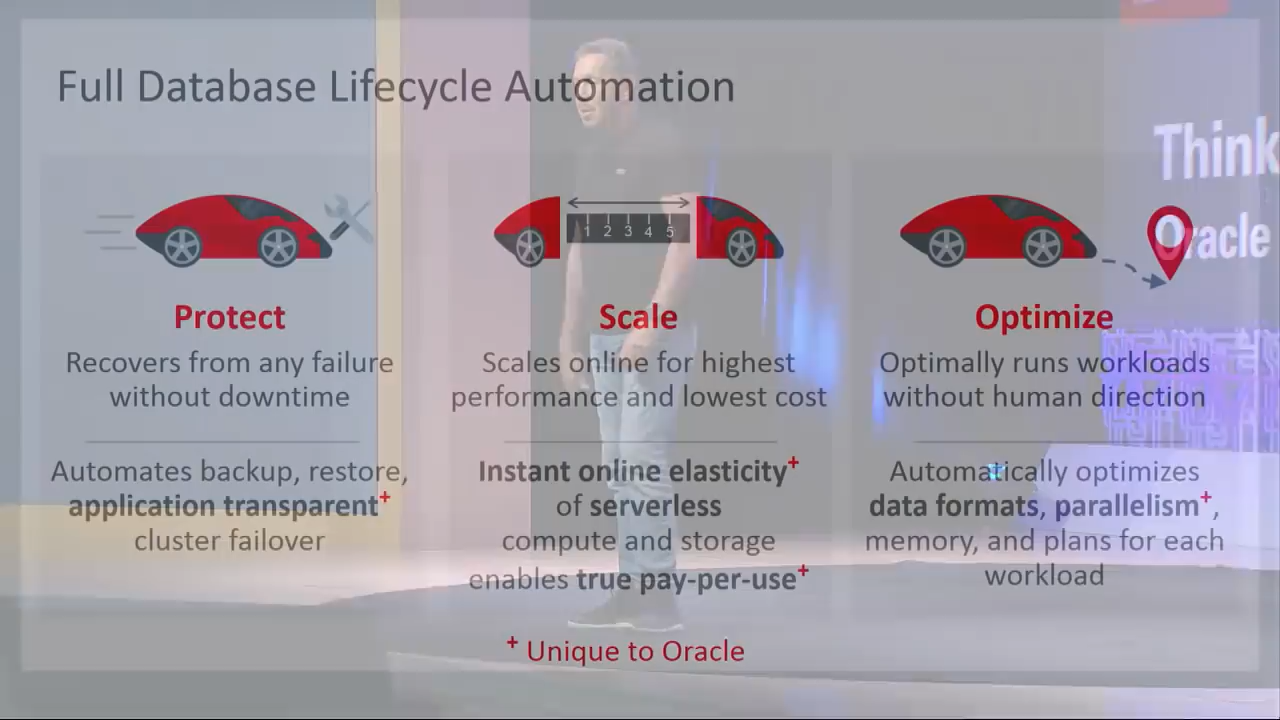 Full Database Lifecycle Automation
Think
Oracle
1 2 3 4 5
Protect
Recovers from any failure
without downtime
Automates backup, restore,
application transparent+
cluster failover
Scale
Scales online for highest
performance and lowest cost
Instant online elasticity+
of serverless
compute and storage
enables true pay-per-use+
Optimize
Optimally runs workloads
without human direction
Automatically optimizes
data formats, parallelism+,
memory, and plans for each
workload
+ Unique to Oracle